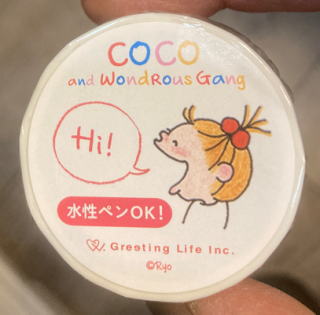 COCO
and Wondrous Gang
Hi!
水性ペンOK!
Greeting Life Inc.
©Ryo